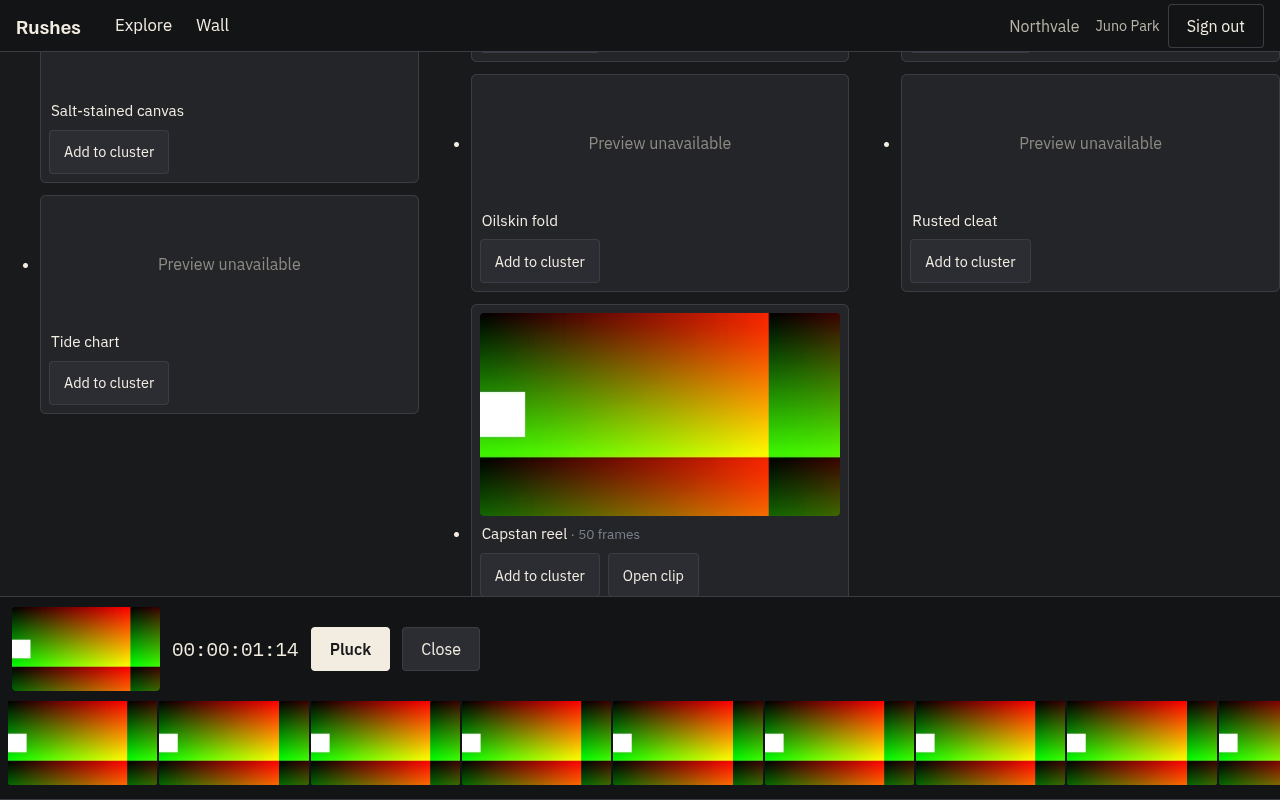 Rushes Explore Wall Northvale Juno Park Sign out
Salt-stained canvas
Add to cluster
Preview unavailable
Tide chart
Add to cluster
Preview unavailable
Oilskin fold
Add to cluster
Capstan reel · 50 frames
Add to cluster Open clip
Preview unavailable
Rusted cleat
Add to cluster
00:00:01:14 Pluck Close